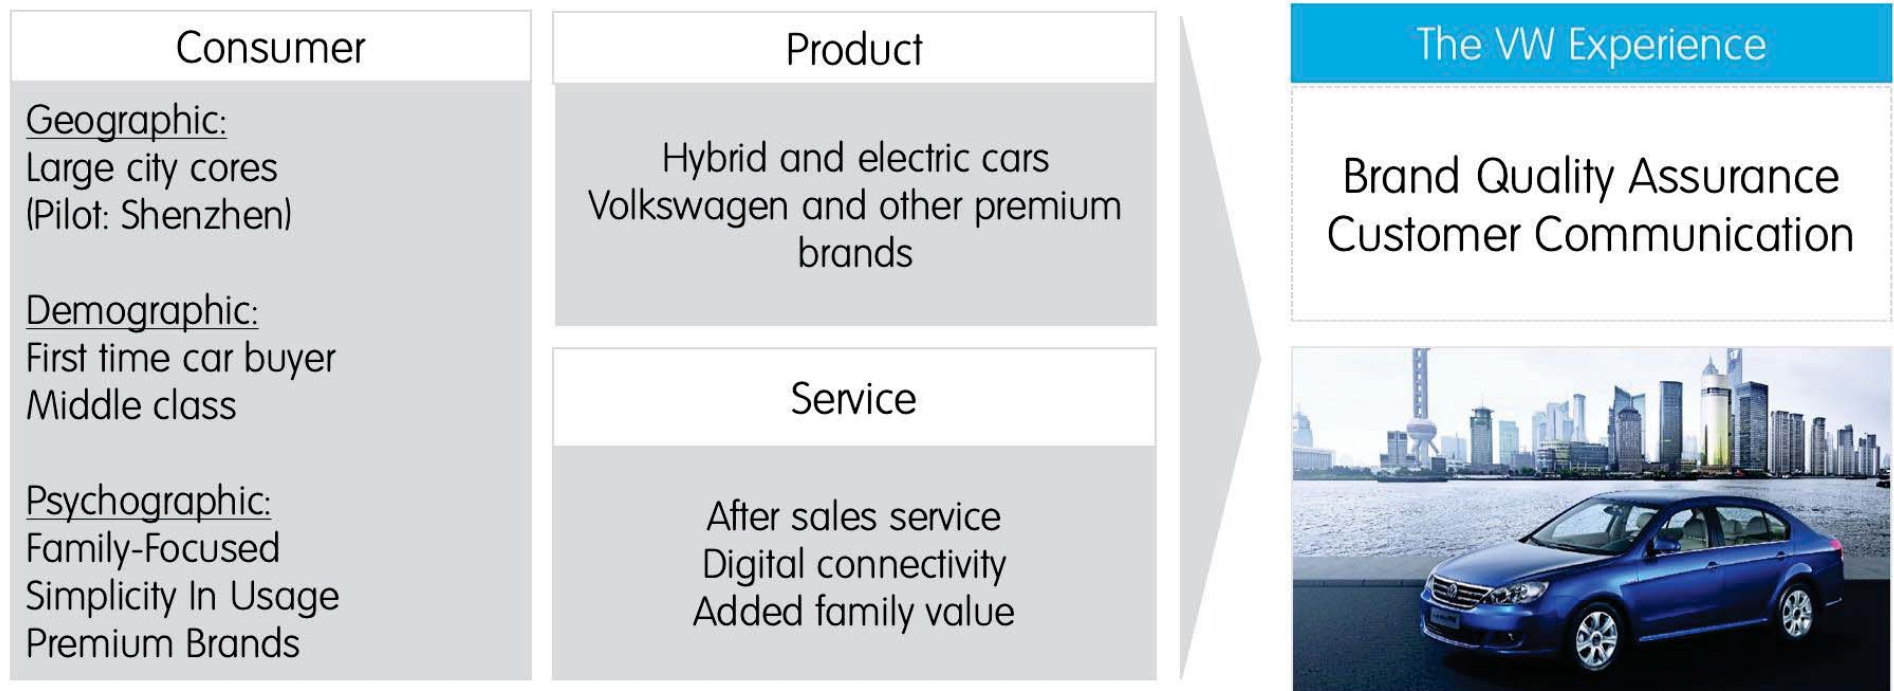 Consumer
Geographic:
Large city cores
(Pilot: Shenzhen)
Demographic:
First time car buyer
Middle class
Psychographic:
Family-Focused
Simplicity In Usage
Premium Brands
Product
Hybrid and electric cars
Volkswagen and other premium
brands
Service
After sales service
Digital connectivity
Added family value
The VW Experience
Brand Quality Assurance
Customer Communication